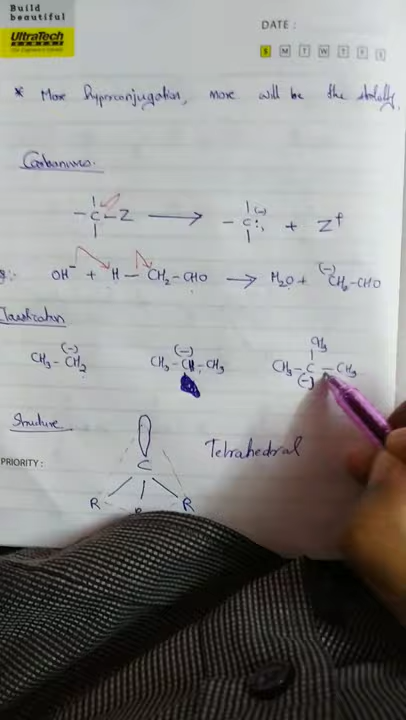 Build
beautiful
UltraTech
CEMENT
DATE :
S M T W T F S
* More hyperconjugation, more will be the stability.
Carbanions.
-C-Z → -C:(-) + Z+
OH- + H-CH2-CHO → H2O + (-)CH2-CHO
CH3
CH3-CH2(-) CH3-CH(-)-CH3 CH3-C(-)-CH3
Structure
Tetrahedral
PRIORITY :
C
R R